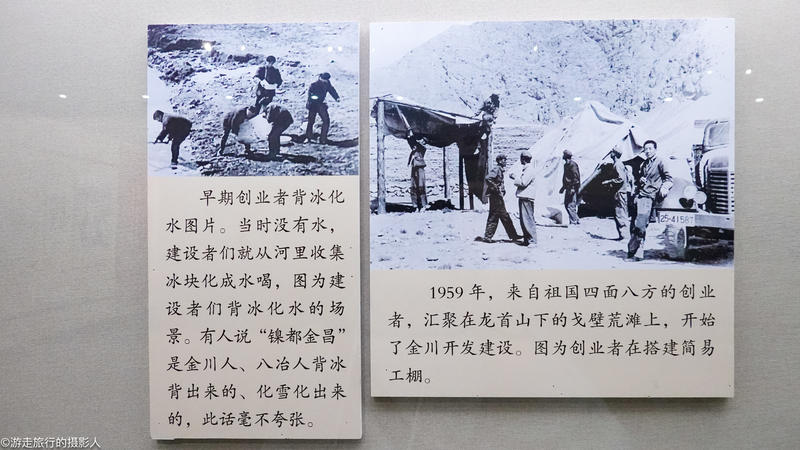 早期创业者背冰化
水图片。当时没有水，
建设者们就从河里收集
冰块化成水喝，图为建
设者们背冰化水的场
景。有人说“镍都金昌”
是金川人、八冶人背冰
背出来的、化雪化出来
的，此话毫不夸张。
25-41587
1959年，来自祖国四面八方的创业
者，汇聚在龙首山下的戈壁荒滩上，开始
了金川开发建设。图为创业者在搭建简易
工棚。
©游走旅行的摄影人